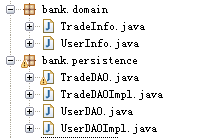 bank.domain
TradeInfo.java
UserInfo.java
bank.persistence
TradeDAO.java
TradeDAOImpl.java
UserDAO.java
UserDAOImpl.java